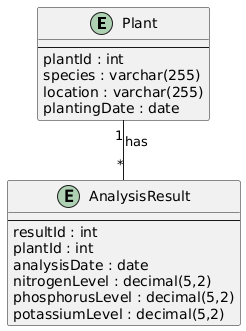 E Plant
plantId : int
species : varchar(255)
location : varchar(255)
plantingDate : date
1
has
*
E AnalysisResult
resultId : int
plantId : int
analysisDate : date
nitrogenLevel : decimal(5,2)
phosphorusLevel : decimal(5,2)
potassiumLevel : decimal(5,2)